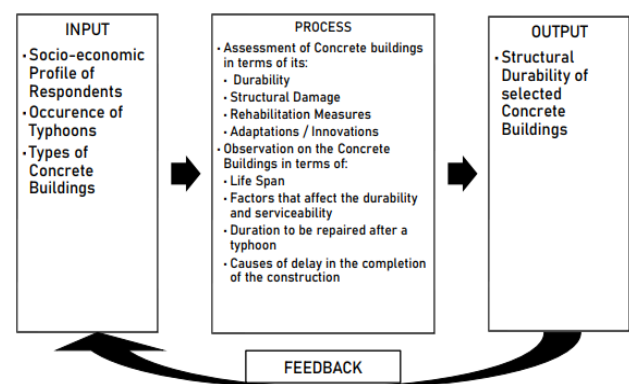 INPUT
• Socio-economic
Profile of
Respondents
• Occurence of
Typhoons
• Types of
Concrete
Buildings
PROCESS
• Assessment of Concrete buildings
in terms of its:
• Durability
• Structural Damage
• Rehabilitation Measures
• Adaptations / Innovations
• Observation on the Concrete
Buildings in terms of:
• Life Span
• Factors that affect the durability
and serviceability
• Duration to be repaired after a
typhoon
• Causes of delay in the completion
of the construction
OUTPUT
• Structural
Durability of
selected
Concrete
Buildings
FEEDBACK